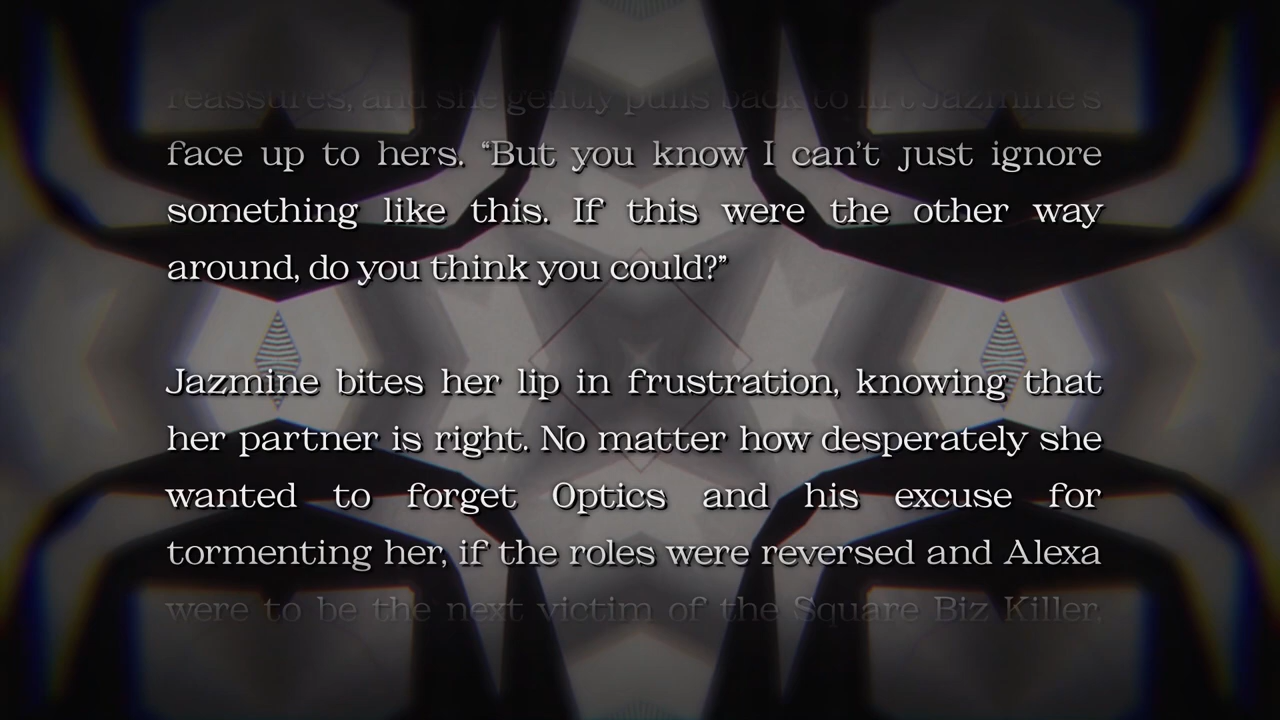 reassures, and she gently pulls back to lift Jazmine's
face up to hers. “But you know I can’t just ignore
something like this. If this were the other way
around, do you think you could?”
Jazmine bites her lip in frustration, knowing that
her partner is right. No matter how desperately she
wanted to forget Optics and his excuse for
tormenting her, if the roles were reversed and Alexa
were to be the next victim of the Square Biz Killer,